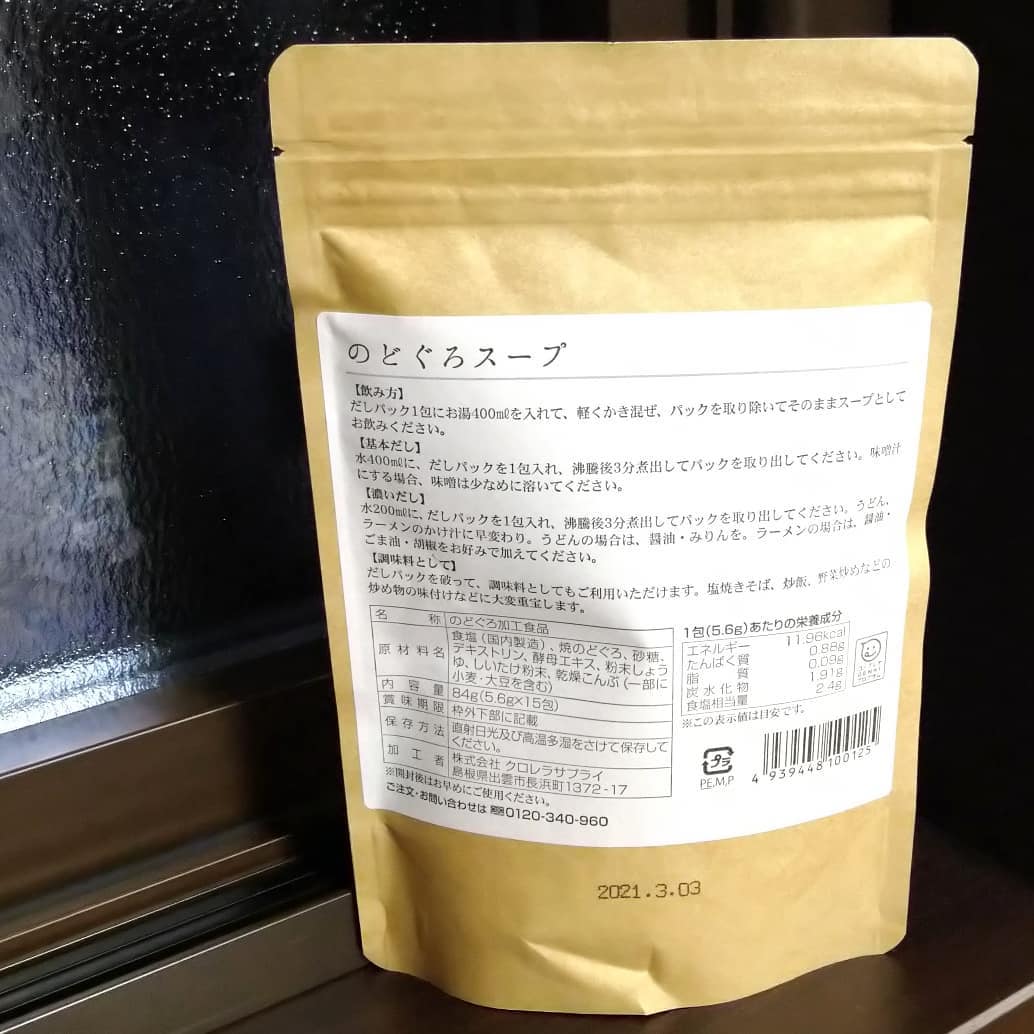 のどぐろスープ
【飲み方】
だしパック1包にお湯400㎖を入れて、軽くかき混ぜ、パックを取り除いてそのままスープとして
お飲みください。
【基本だし】
水400㎖に、だしパックを1包入れ、沸騰後3分煮出してパックを取り出してください。味噌汁
にする場合、味噌は少なめに溶いてください。
【濃いだし】
水200㎖に、だしパックを1包入れ、沸騰後3分煮出してパックを取り出してください。うどん、
ラーメンのかけ汁に早変わり。うどんの場合は、醤油・みりんを。ラーメンの場合は、醤油・
ごま油・胡椒をお好みで加えてください。
【調味料として】
だしパックを破って、調味料としてもご利用いただけます。塩焼きそば、炒飯、野菜炒めなどの
炒め物の味付けなどに大変重宝します。
名称 のどぐろ加工食品
原材料名 食塩(国内製造)、焼のどぐろ、砂糖、
デキストリン、酵母エキス、粉末しょう
ゆ、しいたけ粉末、乾燥こんぶ(一部に
小麦・大豆を含む)
内容量 84g(5.6g×15包)
賞味期限 枠外下部に記載
保存方法 直射日光及び高温多湿をさけて保存して
ください。
加工者 株式会社 クロレラサプライ
島根県出雲市長浜町1372-17
※開封後はお早めにご使用ください。
ご注文・お問い合わせは 0120-340-960
1包(5.6g)あたりの栄養成分
エネルギー 11.96kcal
たんぱく質 0.88g
脂質 0.09g
炭水化物 1.91g
食塩相当量 2.4g
※この表示値は目安です。
プラ
PE,M,P
4 939448 100125
2021.3.03